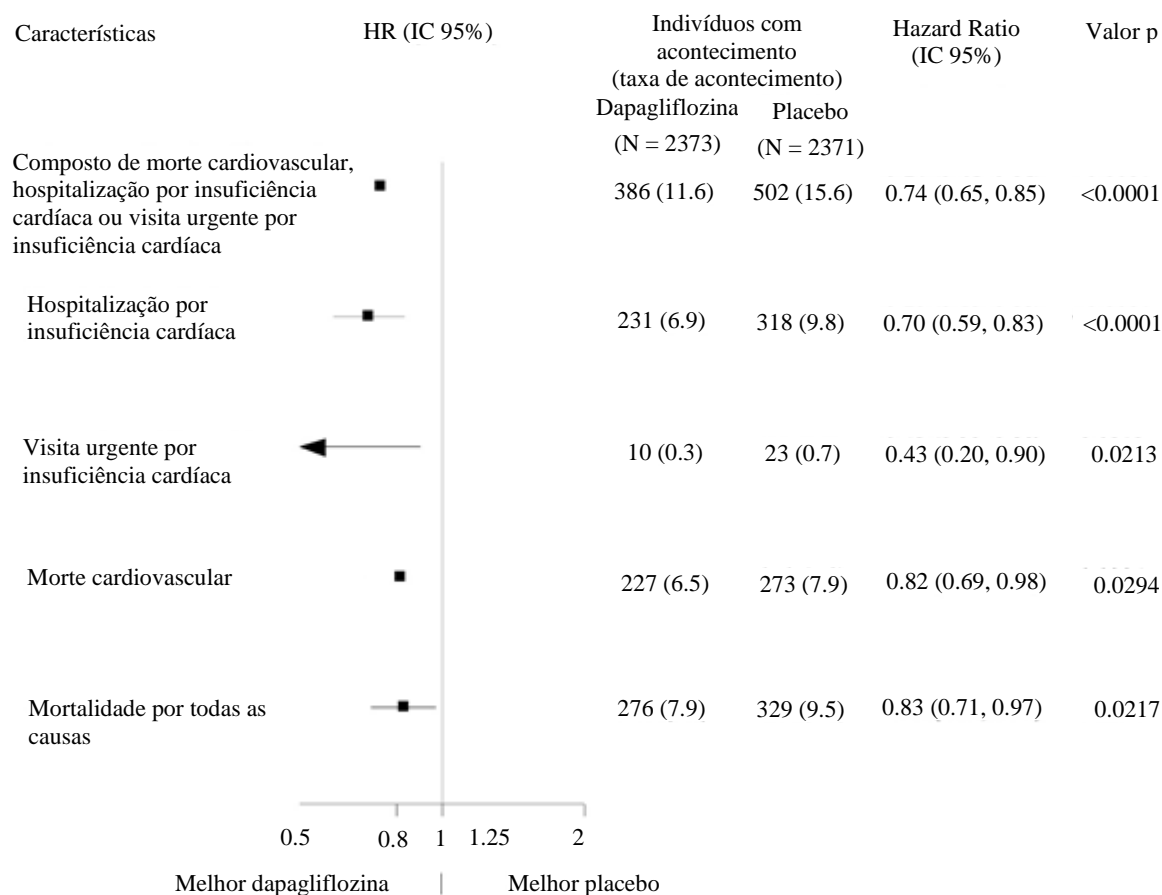 Características HR (IC 95%) Indivíduos com Hazard Ratio Valor p
acontecimento (IC 95%)
(taxa de acontecimento)
Dapagliflozina Placebo
(N = 2373) (N = 2371)
Composto de morte cardiovascular,
hospitalização por insuficiência 386 (11.6) 502 (15.6) 0.74 (0.65, 0.85) <0.0001
cardíaca ou visita urgente por
insuficiência cardíaca
Hospitalização por
insuficiência cardíaca 231 (6.9) 318 (9.8) 0.70 (0.59, 0.83) <0.0001
Visita urgente por 10 (0.3) 23 (0.7) 0.43 (0.20, 0.90) 0.0213
insuficiência cardíaca
Morte cardiovascular 227 (6.5) 273 (7.9) 0.82 (0.69, 0.98) 0.0294
Mortalidade por todas as 276 (7.9) 329 (9.5) 0.83 (0.71, 0.97) 0.0217
causas
0.5 0.8 1 1.25 2
Melhor dapagliflozina Melhor placebo